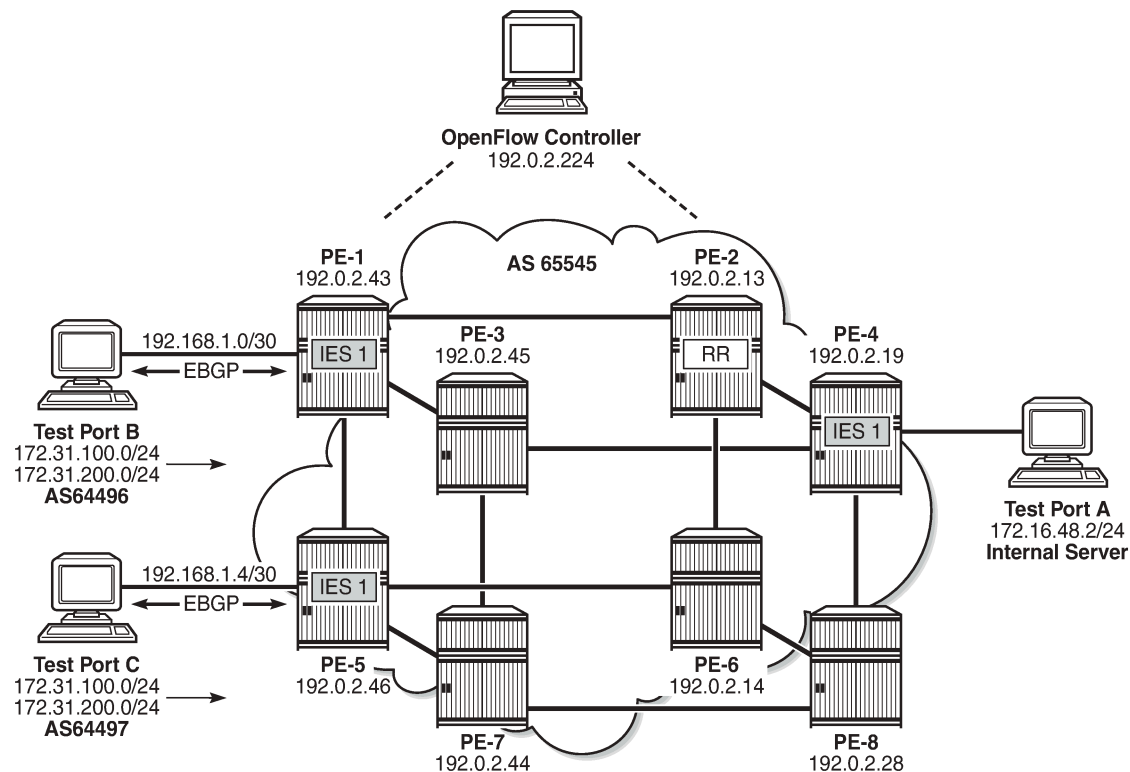 OpenFlow Controller
192.0.2.224
AS 65545
PE-1
192.0.2.43
PE-2
192.0.2.13
PE-3
192.0.2.45
PE-4
192.0.2.19
192.168.1.0/30
EBGP
IES 1
RR
IES 1
Test Port B
172.31.100.0/24
172.31.200.0/24
AS64496
Test Port A
172.16.48.2/24
Internal Server
192.168.1.4/30
EBGP
IES 1
Test Port C
172.31.100.0/24
172.31.200.0/24
AS64497
PE-5
192.0.2.46
PE-6
192.0.2.14
PE-7
192.0.2.44
PE-8
192.0.2.28